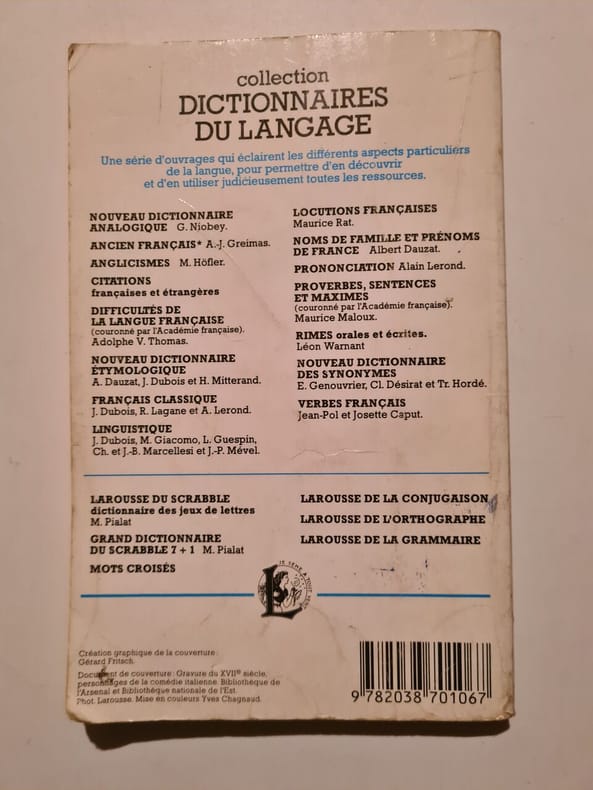 collection
DICTIONNAIRES
DU LANGAGE
Une série d'ouvrages qui éclairent les différents aspects particuliers
de la langue, pour permettre d'en découvrir
et d'en utiliser judicieusement toutes les ressources.
NOUVEAU DICTIONNAIRE
ANALOGIQUE G. Niobey.
ANCIEN FRANÇAIS* A.-J. Greimas.
ANGLICISMES M. Höfler.
CITATIONS
françaises et étrangères
DIFFICULTÉS DE
LA LANGUE FRANÇAISE
(couronné par l'Académie française).
Adolphe V. Thomas.
NOUVEAU DICTIONNAIRE
ÉTYMOLOGIQUE
A. Dauzat, J. Dubois et H. Mitterand.
FRANÇAIS CLASSIQUE
J. Dubois, R. Lagane et A. Lerond.
LINGUISTIQUE
J. Dubois, M. Giacomo, L. Guespin,
Ch. et J.-B. Marcellesi et J.-P. Mével.
LOCUTIONS FRANÇAISES
Maurice Rat.
NOMS DE FAMILLE ET PRÉNOMS
DE FRANCE Albert Dauzat.
PRONONCIATION Alain Lerond.
PROVERBES, SENTENCES
ET MAXIMES
(couronné par l'Académie française).
Maurice Maloux.
RIMES orales et écrites.
Léon Warnant
NOUVEAU DICTIONNAIRE
DES SYNONYMES
E. Genouvrier, Cl. Désirat et Tr. Hordé.
VERBES FRANÇAIS
Jean-Pol et Josette Caput.
LAROUSSE DU SCRABBLE
dictionnaire des jeux de lettres
M. Pialat
GRAND DICTIONNAIRE
DU SCRABBLE 7 + 1 M. Pialat
MOTS CROISÉS
LAROUSSE DE LA CONJUGAISON
LAROUSSE DE L'ORTHOGRAPHE
LAROUSSE DE LA GRAMMAIRE
JE SÈME À TOUT VENT
L
Création graphique de la couverture :
Gérard Fritsch.
Document de couverture : Gravure du XVIIe siècle,
personnages de la comédie italienne. Bibliothèque de
l'Arsenal et Bibliothèque nationale de l'Est.
Phot. Larousse. Mise en couleurs Yves Chagnaud.
9 782038 701067